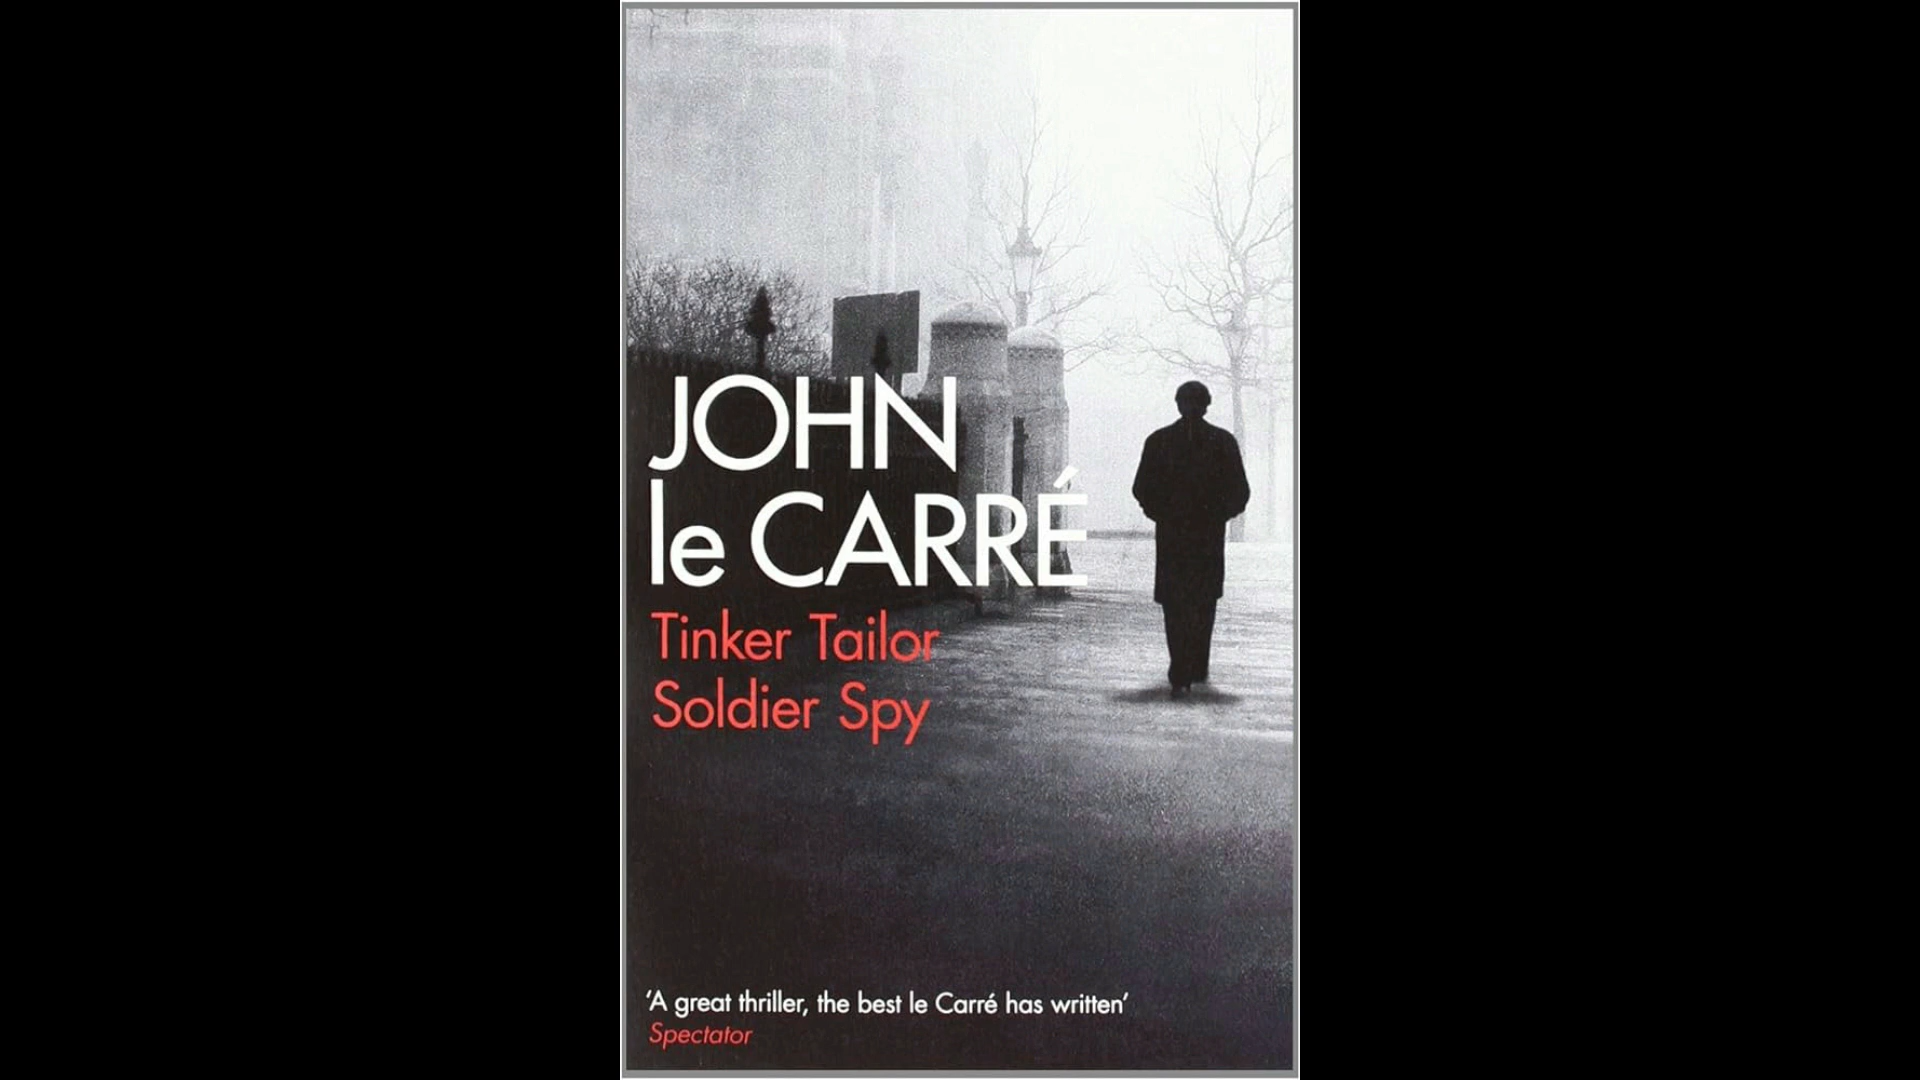 JOHN
le CARRÉ
Tinker Tailor
Soldier Spy
‘A great thriller, the best le Carré has written’
Spectator